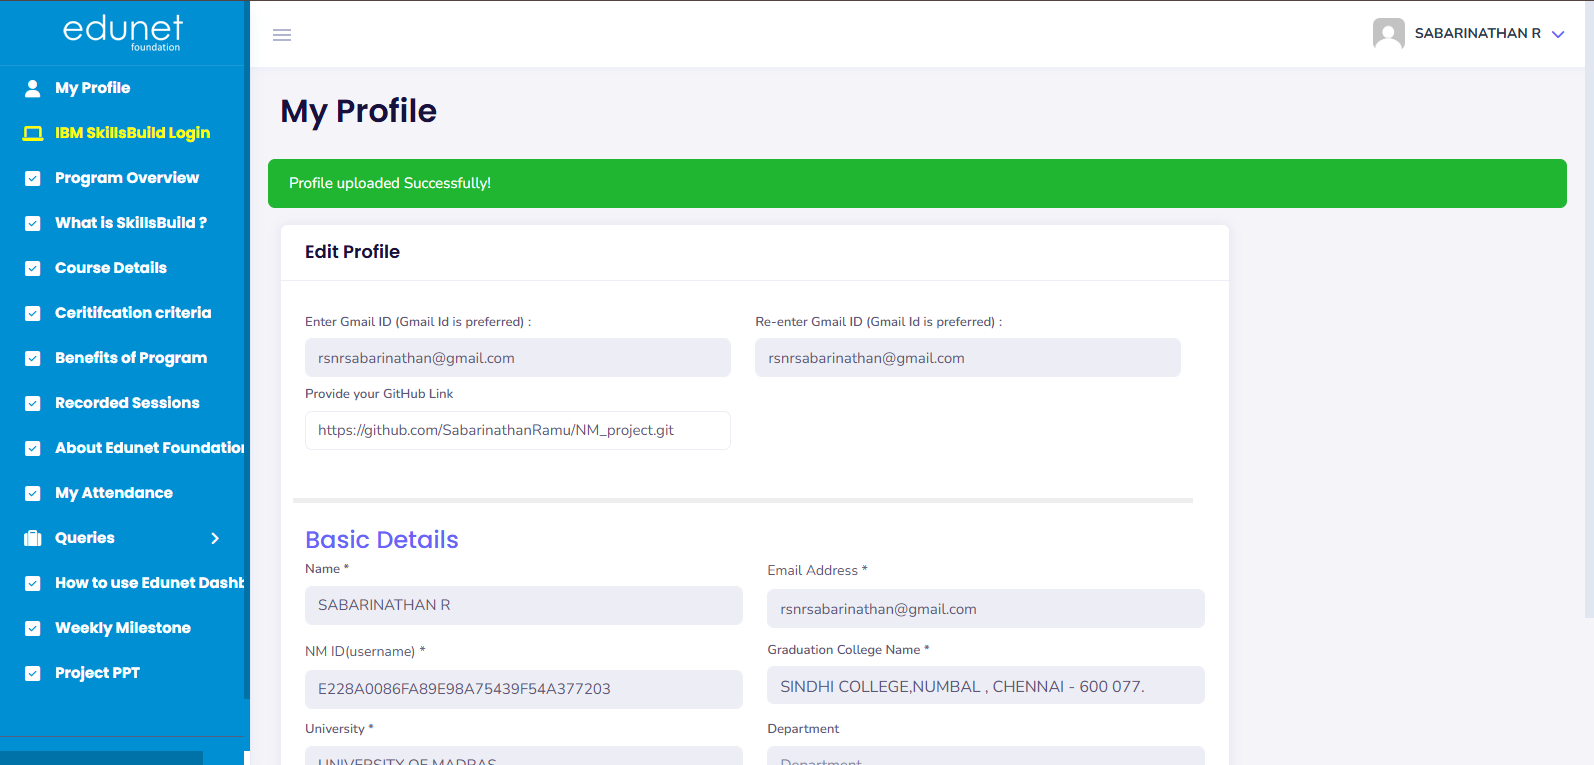 edunet
foundation
SABARINATHAN R
My Profile
IBM SkillsBuild Login
Program Overview
What is SkillsBuild ?
Course Details
Ceritifcation criteria
Benefits of Program
Recorded Sessions
About Edunet Foundation
My Attendance
Queries
How to use Edunet Dashb
Weekly Milestone
Project PPT
My Profile
Profile uploaded Successfully!
Edit Profile
Enter Gmail ID (Gmail Id is preferred) :
rsnrsabarinathan@gmail.com
Re-enter Gmail ID (Gmail Id is preferred) :
rsnrsabarinathan@gmail.com
Provide your GitHub Link
https://github.com/SabarinathanRamu/NM_project.git
Basic Details
Name *
SABARINATHAN R
Email Address *
rsnrsabarinathan@gmail.com
NM ID(username) *
E228A0086FA89E98A75439F54A377203
Graduation College Name *
SINDHI COLLEGE,NUMBAL , CHENNAI - 600 077.
University *
UNIVERSITY OF MADRAS
Department
Department